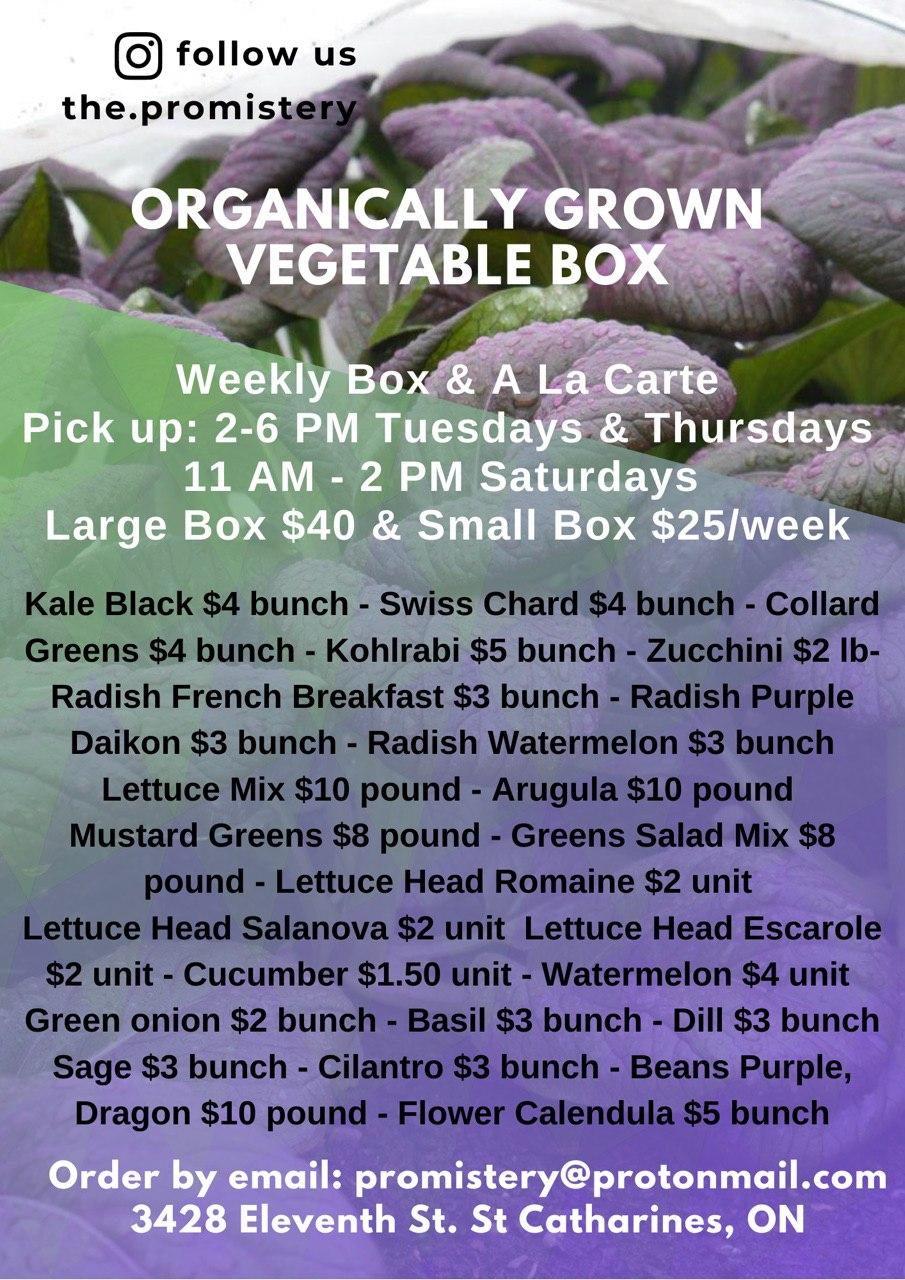 follow us
the.promistery
ORGANICALLY GROWN
VEGETABLE BOX
Weekly Box & A La Carte
Pick up: 2-6 PM Tuesdays & Thursdays
11 AM - 2 PM Saturdays
Large Box $40 & Small Box $25/week
Kale Black $4 bunch - Swiss Chard $4 bunch - Collard
Greens $4 bunch - Kohlrabi $5 bunch - Zucchini $2 lb-
Radish French Breakfast $3 bunch - Radish Purple
Daikon $3 bunch - Radish Watermelon $3 bunch
Lettuce Mix $10 pound - Arugula $10 pound
Mustard Greens $8 pound - Greens Salad Mix $8
pound - Lettuce Head Romaine $2 unit
Lettuce Head Salanova $2 unit  Lettuce Head Escarole
$2 unit - Cucumber $1.50 unit - Watermelon $4 unit
Green onion $2 bunch - Basil $3 bunch - Dill $3 bunch
Sage $3 bunch - Cilantro $3 bunch - Beans Purple,
Dragon $10 pound - Flower Calendula $5 bunch
Order by email: promistery@protonmail.com
3428 Eleventh St. St Catharines, ON